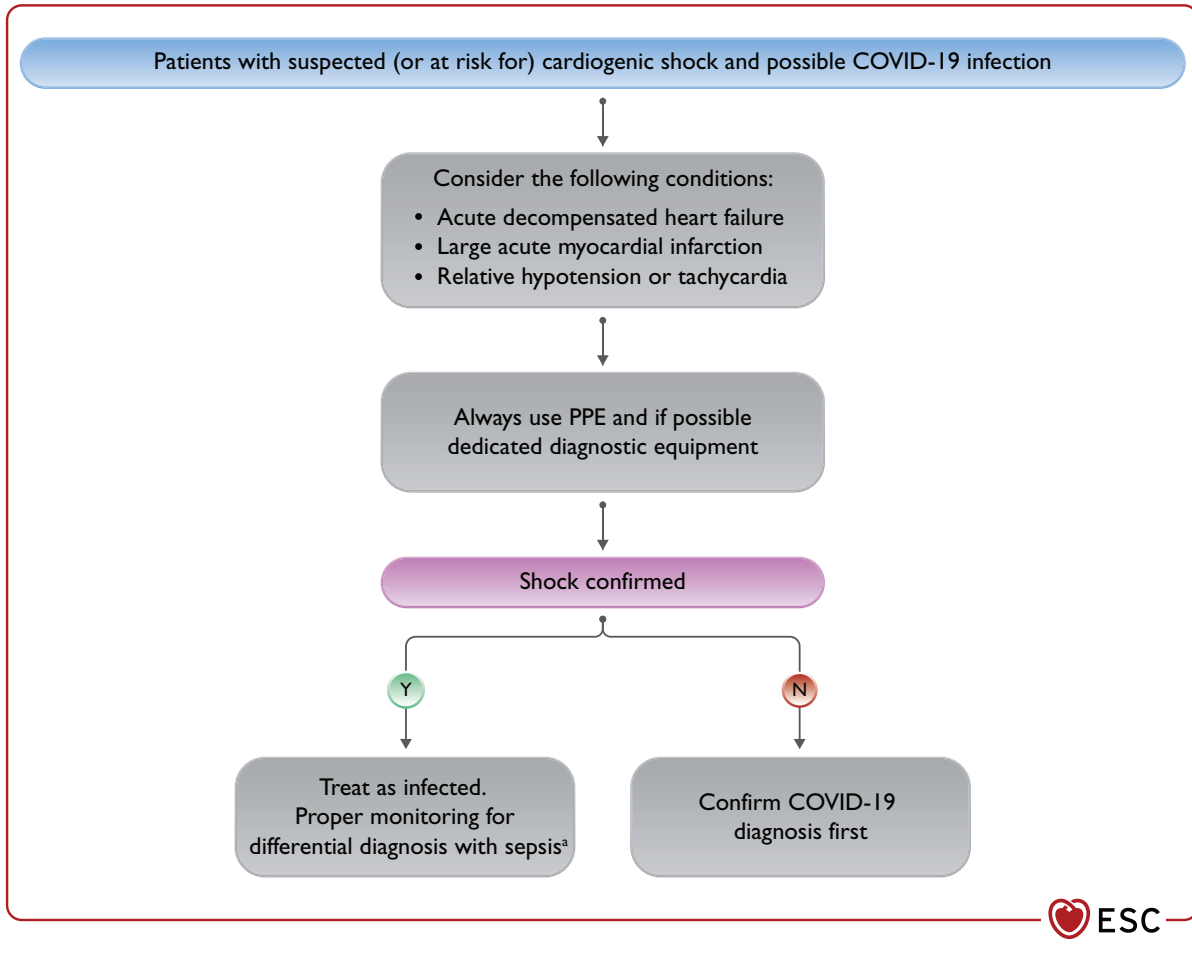 Patients with suspected (or at risk for) cardiogenic shock and possible COVID-19 infection
Consider the following conditions:
• Acute decompensated heart failure
• Large acute myocardial infarction
• Relative hypotension or tachycardia
Always use PPE and if possible
dedicated diagnostic equipment
Shock confirmed
Y
N
Treat as infected.
Proper monitoring for
differential diagnosis with sepsisᵃ
Confirm COVID-19
diagnosis first
ESC